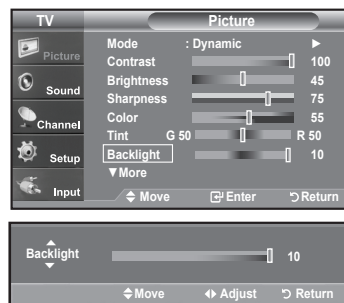 TV
Picture
Picture
Sound
Channel
Setup
Input
Mode : Dynamic ►
Contrast 100
Brightness 45
Sharpness 75
Color 55
Tint G 50 R 50
Backlight 10
▼More
Move Enter Return
Backlight 10
Move Adjust Return